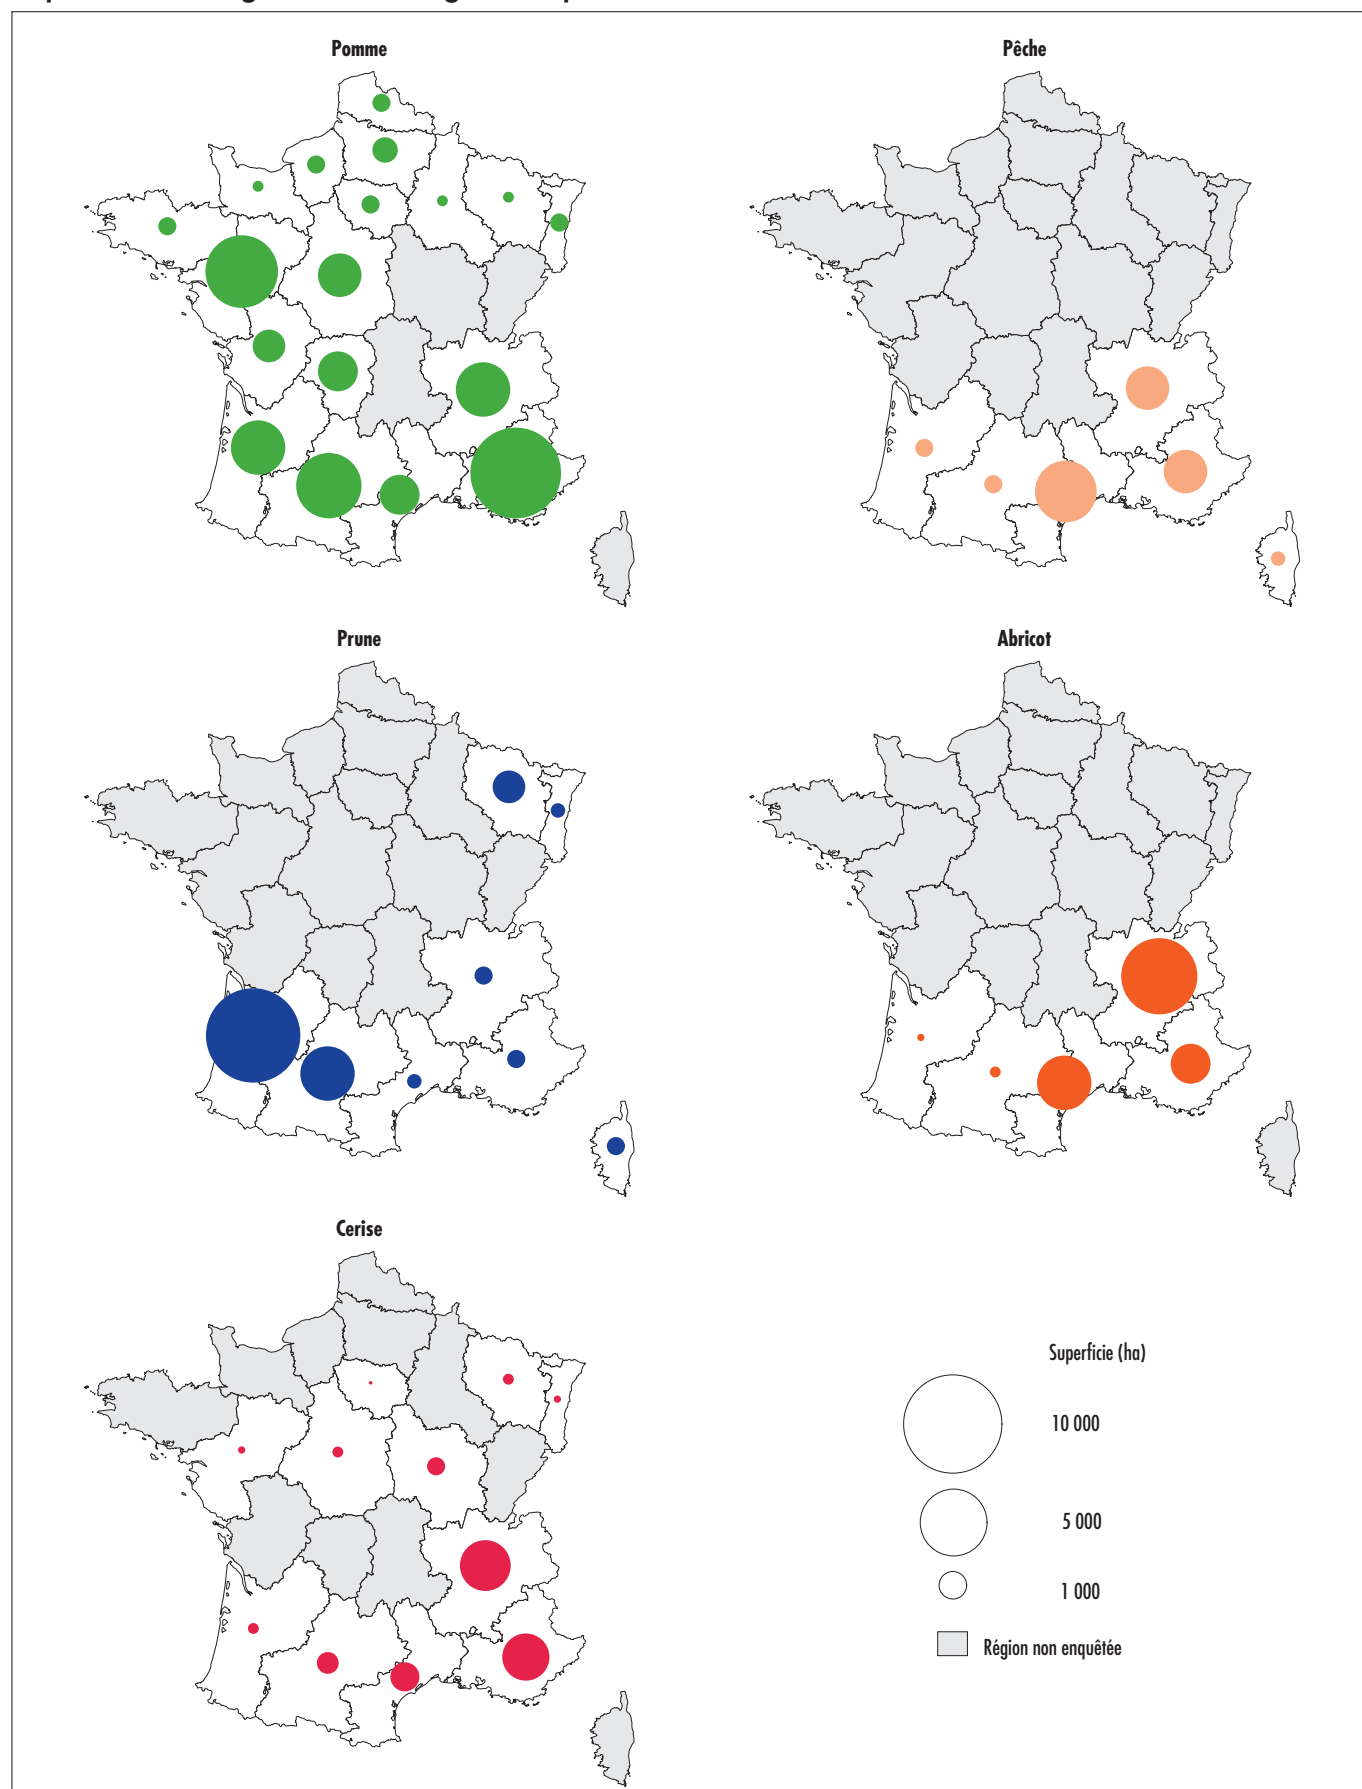 Pomme
Pêche
Prune
Abricot
Cerise
Superficie (ha)
10 000
5 000
1 000
Région non enquêtée